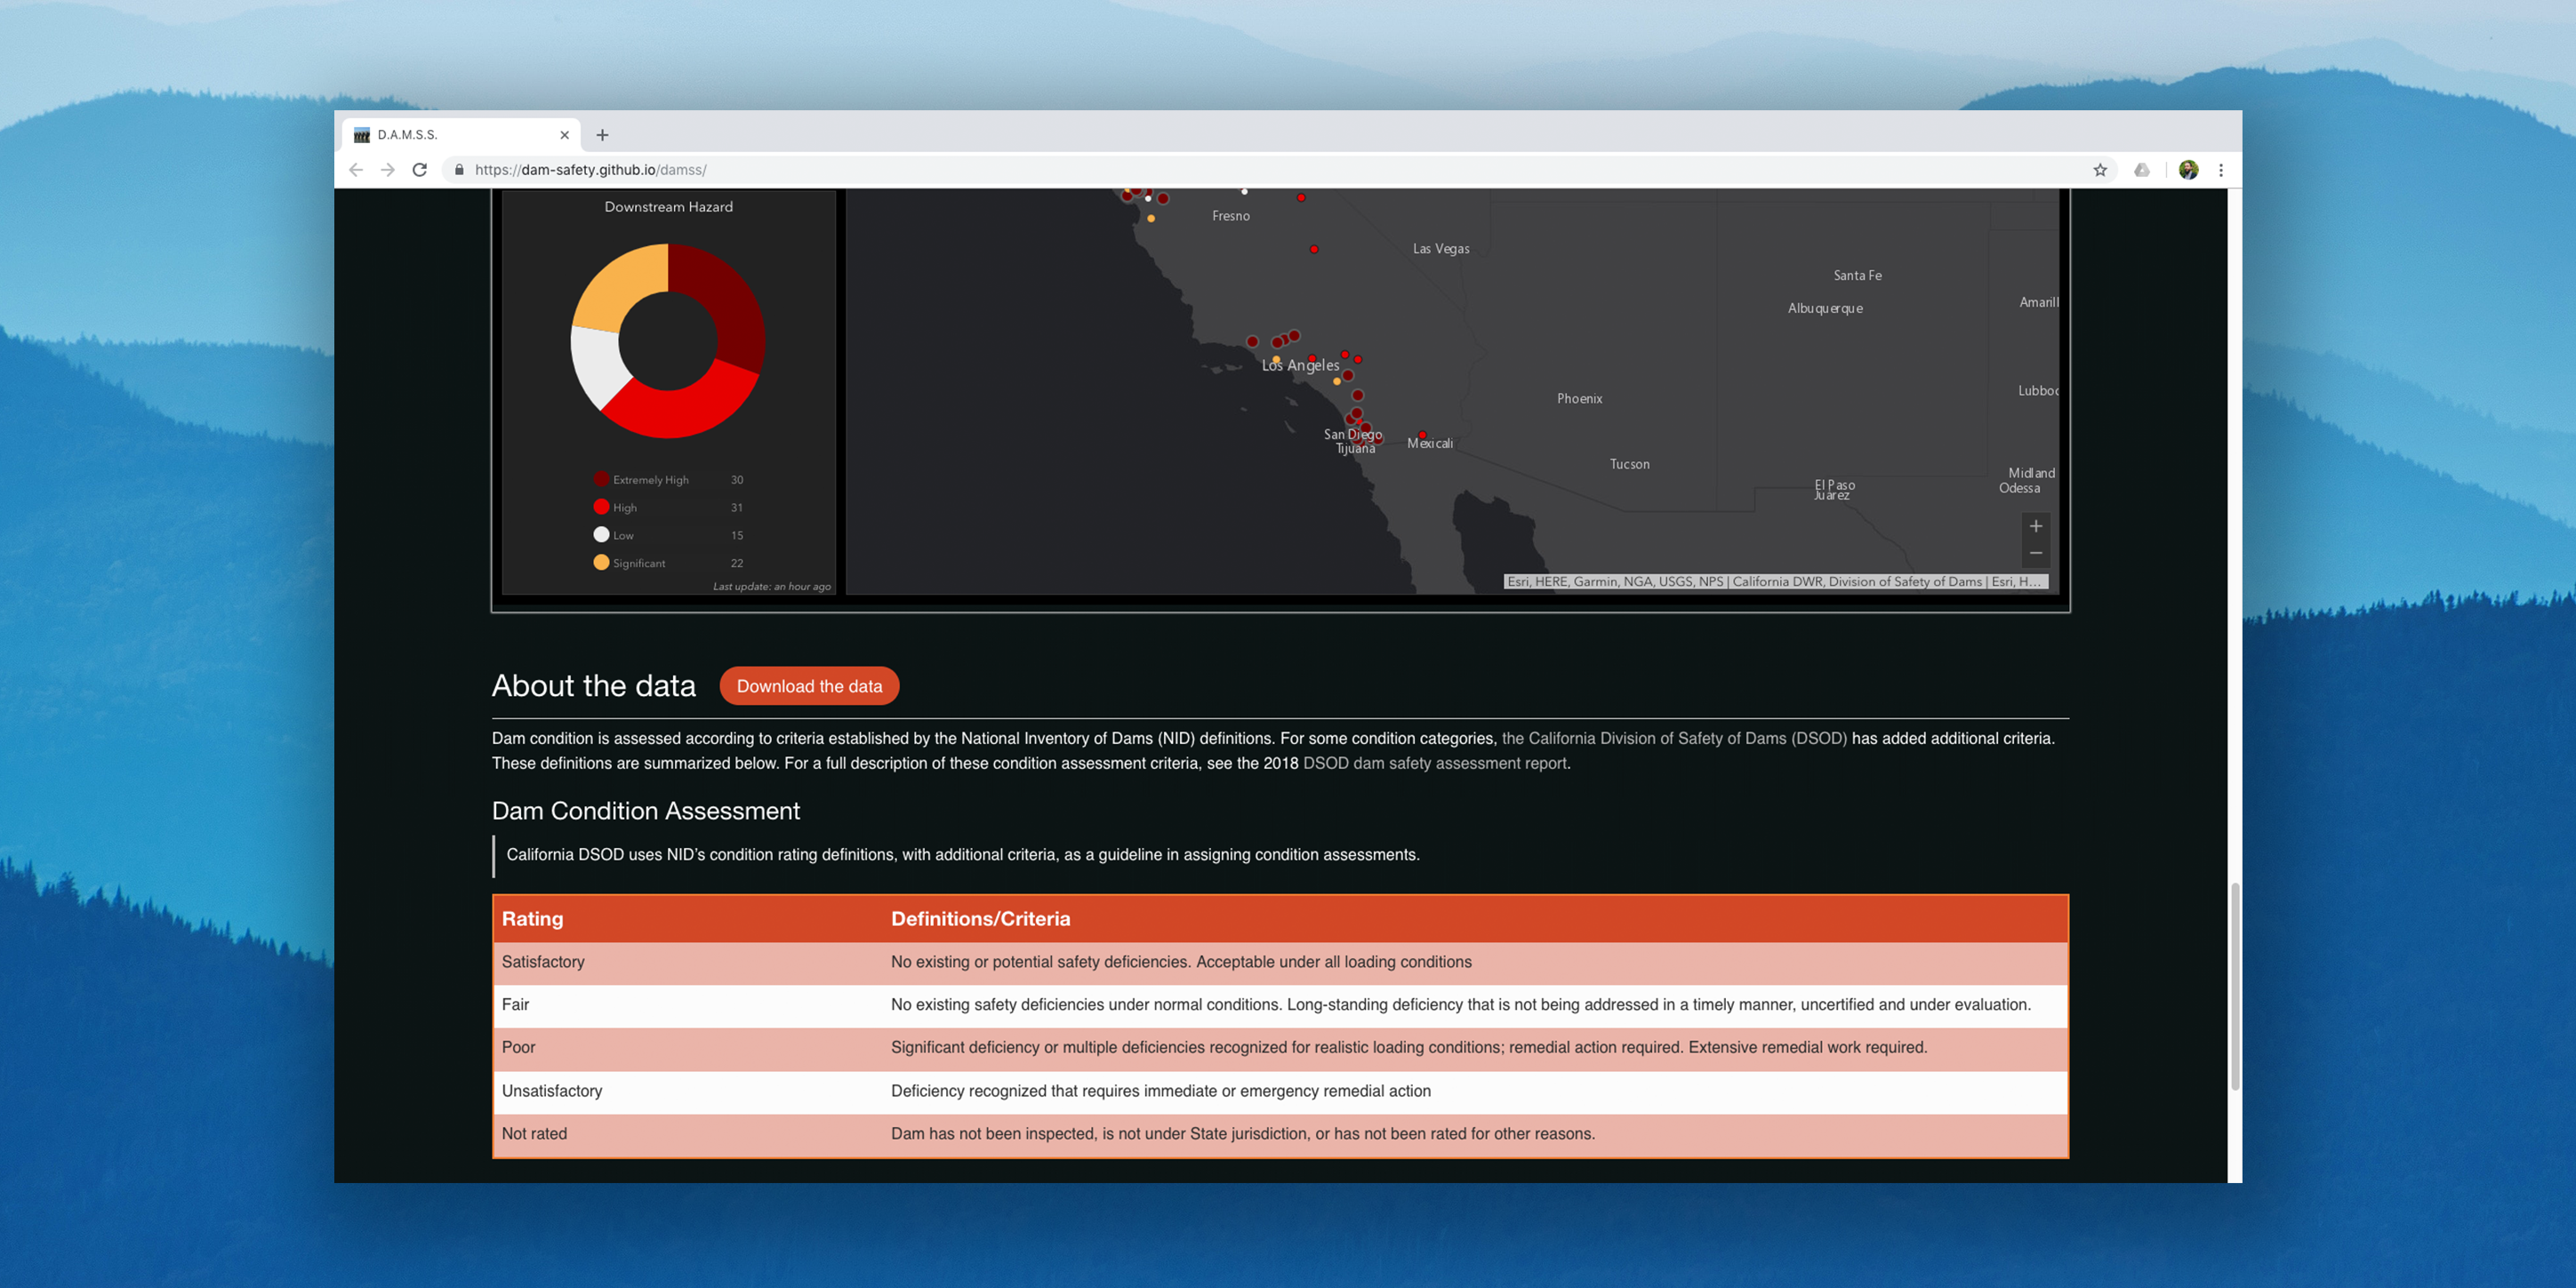 D.A.M.S.S.
https://dam-safety.github.io/damss/
Downstream Hazard
Extremely High 30
High 31
Low 15
Significant 22
Last update: an hour ago
Fresno
Las Vegas
Santa Fe
Albuquerque
Amarill
Los Angeles
Lubboc
Phoenix
San Diego
Tijuana
Mexicali
Tucson
Midland
Odessa
El Paso
Juárez
+
−
Esri, HERE, Garmin, NGA, USGS, NPS | California DWR, Division of Safety of Dams | Esri, H...
About the data
Download the data
Dam condition is assessed according to criteria established by the National Inventory of Dams (NID) definitions. For some condition categories, the California Division of Safety of Dams (DSOD) has added additional criteria.
These definitions are summarized below. For a full description of these condition assessment criteria, see the 2018 DSOD dam safety assessment report.
Dam Condition Assessment
California DSOD uses NID's condition rating definitions, with additional criteria, as a guideline in assigning condition assessments.
Rating Definitions/Criteria
Satisfactory No existing or potential safety deficiencies. Acceptable under all loading conditions
Fair No existing safety deficiencies under normal conditions. Long-standing deficiency that is not being addressed in a timely manner, uncertified and under evaluation.
Poor Significant deficiency or multiple deficiencies recognized for realistic loading conditions; remedial action required. Extensive remedial work required.
Unsatisfactory Deficiency recognized that requires immediate or emergency remedial action
Not rated Dam has not been inspected, is not under State jurisdiction, or has not been rated for other reasons.